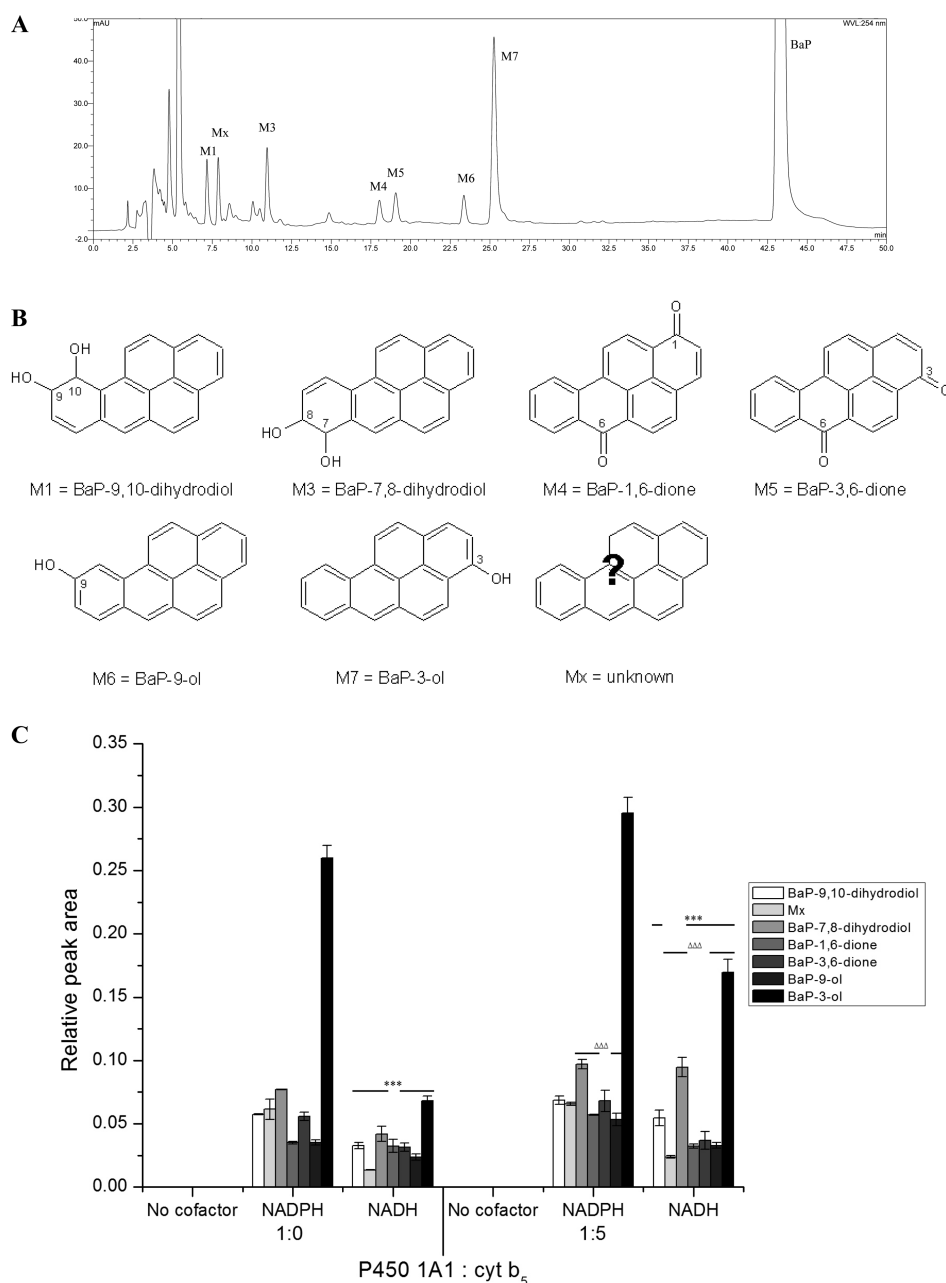 A
mAU
WVL:254 nm
50.0
40.0
30.0
20.0
10.0
-2.0
M1
Mx
M3
M4
M5
M6
M7
BaP
0.0 2.5 5.0 7.5 10.0 12.5 15.0 17.5 20.0 22.5 25.0 27.5 30.0 32.5 35.0 37.5 40.0 42.5 45.0 47.5 50.0
min
B
OH
HO
9
10
HO
8
7
OH
O
1
6
O
3
O
6
O
M1 = BaP-9,10-dihydrodiol
M3 = BaP-7,8-dihydrodiol
M4 = BaP-1,6-dione
M5 = BaP-3,6-dione
HO
9
3
OH
?
M6 = BaP-9-ol
M7 = BaP-3-ol
Mx = unknown
C
Relative peak area
0.35
0.30
0.25
0.20
0.15
0.10
0.05
0.00
***
ΔΔΔ
***
ΔΔΔ
BaP-9,10-dihydrodiol
Mx
BaP-7,8-dihydrodiol
BaP-1,6-dione
BaP-3,6-dione
BaP-9-ol
BaP-3-ol
No cofactor NADPH NADH No cofactor NADPH NADH
1:0 1:5
P450 1A1 : cyt b5